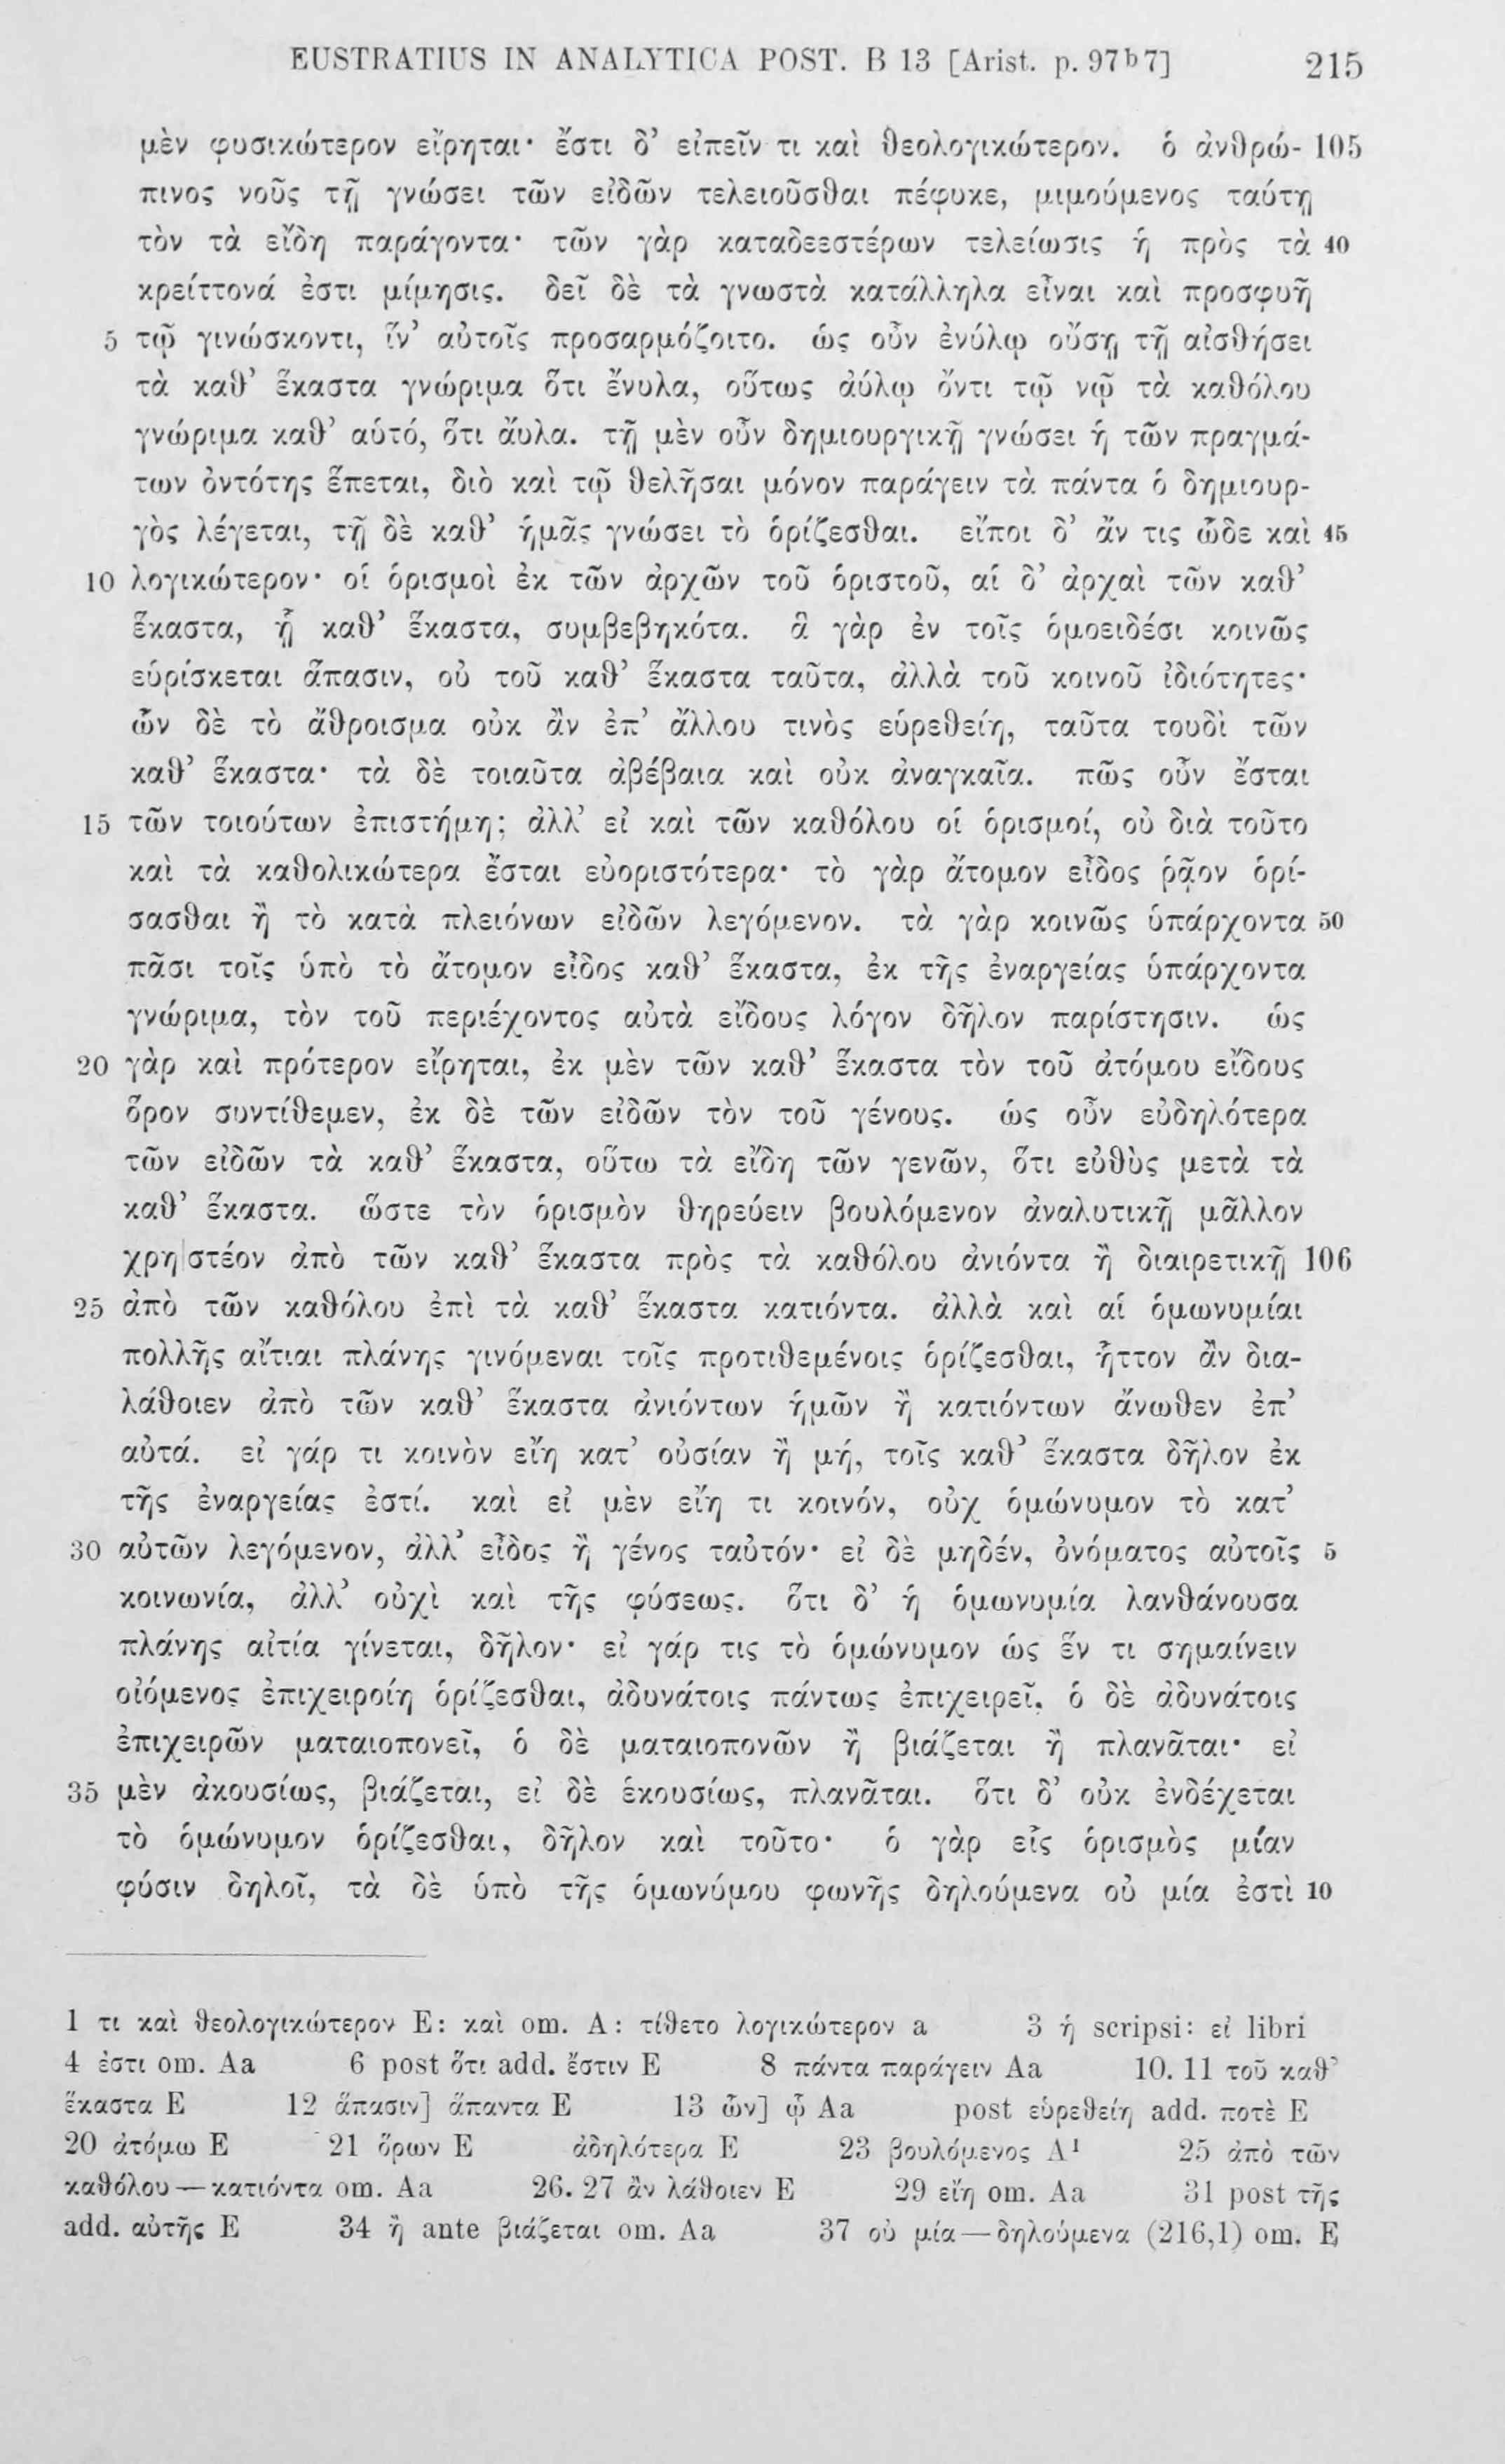 EUSTRATIUS IN ANALYTICA POST. B 13 [Arist. p. 97ᵇ7] 215
μὲν φυσικώτερον εἴρηται· ἔστι δ’ εἰπεῖν τι καὶ θεολογικώτερον. ὁ ἀνθρώ- 105
πινος νοῦς τῇ γνώσει τῶν εἰδῶν τελειοῦσθαι πέφυκε, μιμούμενος ταύτῃ
τὸν τὰ εἴδη παράγοντα· τῶν γὰρ καταδεεστέρων τελείωσις ἡ πρὸς τὰ 40
κρείττονά ἐστι μίμησις. δεῖ δὲ τὰ γνωστὰ κατάλληλα εἶναι καὶ προσφυῆ
5 τῷ γινώσκοντι, ἵν’ αὐτοῖς προσαρμόζοιτο. ὡς οὖν ἐνύλῳ οὔσῃ τῇ αἰσθήσει
τὰ καθ’ ἕκαστα γνώριμα ὅτι ἔνυλα, οὕτως ἀύλῳ ὄντι τῷ νῷ τὰ καθόλου
γνώριμα καθ’ αὑτό, ὅτι ἄυλα. τῇ μὲν οὖν δημιουργικῇ γνώσει ἡ τῶν πραγμά-
των ὀντότης ἕπεται, διὸ καὶ τῷ θελῆσαι μόνον παράγειν τὰ πάντα ὁ δημιουρ-
γὸς λέγεται, τῇ δὲ καθ’ ἡμᾶς γνώσει τὸ ὁρίζεσθαι. εἴποι δ’ ἄν τις ὧδε καὶ 45
10 λογικώτερον· οἱ ὁρισμοὶ ἐκ τῶν ἀρχῶν τοῦ ὁριστοῦ, αἱ δ’ ἀρχαὶ τῶν καθ’
ἕκαστα, ᾗ καθ’ ἕκαστα, συμβεβηκότα. ἃ γὰρ ἐν τοῖς ὁμοειδέσι κοινῶς
εὑρίσκεται ἅπασιν, οὐ τοῦ καθ’ ἕκαστα ταῦτα, ἀλλὰ τοῦ κοινοῦ ἰδιότητες·
ὧν δὲ τὸ ἄθροισμα οὐκ ἂν ἐπ’ ἄλλου τινὸς εὑρεθείη, ταῦτα τουδὶ τῶν
καθ’ ἕκαστα· τὰ δὲ τοιαῦτα ἀβέβαια καὶ οὐκ ἀναγκαῖα. πῶς οὖν ἔσται
15 τῶν τοιούτων ἐπιστήμη; ἀλλ’ εἰ καὶ τῶν καθόλου οἱ ὁρισμοί, οὐ διὰ τοῦτο
καὶ τὰ καθολικώτερα ἔσται εὐοριστότερα· τὸ γὰρ ἄτομον εἶδος ῥᾷον ὁρί-
σασθαι ἢ τὸ κατὰ πλειόνων εἰδῶν λεγόμενον. τὰ γὰρ κοινῶς ὑπάρχοντα 50
πᾶσι τοῖς ὑπὸ τὸ ἄτομον εἶδος καθ’ ἕκαστα, ἐκ τῆς ἐναργείας ὑπάρχοντα
γνώριμα, τὸν τοῦ περιέχοντος αὐτὰ εἴδους λόγον δῆλον παρίστησιν. ὡς
20 γὰρ καὶ πρότερον εἴρηται, ἐκ μὲν τῶν καθ’ ἕκαστα τὸν τοῦ ἀτόμου εἴδους
ὅρον συντίθεμεν, ἐκ δὲ τῶν εἰδῶν τὸν τοῦ γένους. ὡς οὖν εὐδηλότερα
τῶν εἰδῶν τὰ καθ’ ἕκαστα, οὕτω τὰ εἴδη τῶν γενῶν, ὅτι εὐθὺς μετὰ τὰ
καθ’ ἕκαστα. ὥστε τὸν ὁρισμὸν θηρεύειν βουλόμενον ἀναλυτικῇ μᾶλλον
χρη|στέον ἀπὸ τῶν καθ’ ἕκαστα πρὸς τὰ καθόλου ἀνιόντα ἢ διαιρετικῇ 106
25 ἀπὸ τῶν καθόλου ἐπὶ τὰ καθ’ ἕκαστα κατιόντα. ἀλλὰ καὶ αἱ ὁμωνυμίαι
πολλῆς αἴτιαι πλάνης γινόμεναι τοῖς προτιθεμένοις ὁρίζεσθαι, ἧττον ἂν δια-
λάθοιεν ἀπὸ τῶν καθ’ ἕκαστα ἀνιόντων ἡμῶν ἢ κατιόντων ἄνωθεν ἐπ’
αὐτά. εἰ γάρ τι κοινὸν εἴη κατ’ οὐσίαν ἢ μή, τοῖς καθ’ ἕκαστα δῆλον ἐκ
τῆς ἐναργείας ἐστί. καὶ εἰ μὲν εἴη τι κοινόν, οὐχ ὁμώνυμον τὸ κατ’
30 αὐτῶν λεγόμενον, ἀλλ’ εἶδος ἢ γένος ταὐτόν· εἰ δὲ μηδέν, ὀνόματος αὐτοῖς 5
κοινωνία, ἀλλ’ οὐχὶ καὶ τῆς φύσεως. ὅτι δ’ ἡ ὁμωνυμία λανθάνουσα
πλάνης αἰτία γίνεται, δῆλον· εἰ γάρ τις τὸ ὁμώνυμον ὡς ἕν τι σημαίνειν
οἰόμενος ἐπιχειροίη ὁρίζεσθαι, ἀδυνάτοις πάντως ἐπιχειρεῖ, ὁ δὲ ἀδυνάτοις
ἐπιχειρῶν ματαιοπονεῖ, ὁ δὲ ματαιοπονῶν ἢ βιάζεται ἢ πλανᾶται· εἰ
35 μὲν ἀκουσίως, βιάζεται, εἰ δὲ ἑκουσίως, πλανᾶται. ὅτι δ’ οὐκ ἐνδέχεται
τὸ ὁμώνυμον ὁρίζεσθαι, δῆλον καὶ τοῦτο· ὁ γὰρ εἷς ὁρισμὸς μίαν
φύσιν δηλοῖ, τὰ δὲ ὑπὸ τῆς ὁμωνύμου φωνῆς δηλούμενα οὐ μία ἐστὶ 10
1 τι καὶ θεολογικώτερον E: καὶ om. A: τίθετο λογικώτερον a 3 ἡ scripsi: εἰ libri
4 ἐστι om. Aa 6 post ὅτι add. ἔστιν E 8 πάντα παράγειν Aa 10. 11 τοῦ καθ’
ἕκαστα E 12 ἅπασιν] ἅπαντα E 13 ὧν] ᾧ Aa post εὑρεθείη add. ποτὲ E
20 ἀτόμω E 21 ὅρων E ἀδηλότερα E 23 βουλόμενος A¹ 25 ἀπὸ τῶν
καθόλου — κατιόντα om. Aa 26. 27 ἂν λάθοιεν E 29 εἴη om. Aa 31 post τῆς
add. αὐτῆς E 34 ἢ ante βιάζεται om. Aa 37 οὐ μία — δηλούμενα (216,1) om. E